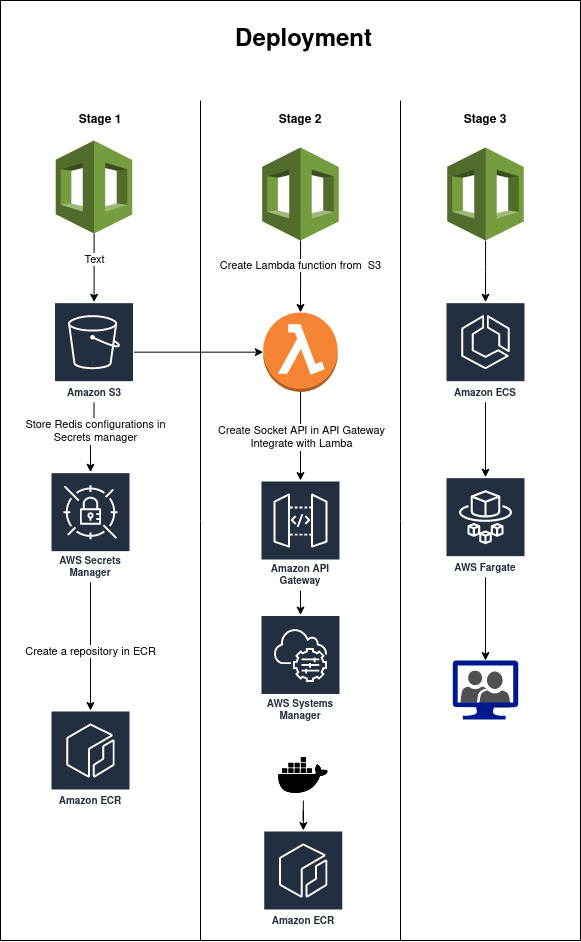 Deployment
Stage 1
Text
Amazon S3
Store Redis configurations in
Secrets manager
AWS Secrets
Manager
Create a repository in ECR
Amazon ECR
Stage 2
Create Lambda function from  S3
Create Socket API in API Gateway
Integrate with Lamba
Amazon API
Gateway
AWS Systems
Manager
Amazon ECR
Stage 3
Amazon ECS
AWS Fargate